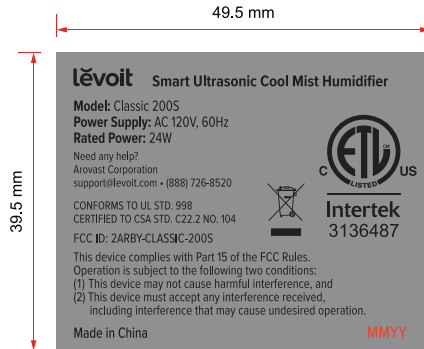 49.5 mm
39.5 mm
lĕvoit Smart Ultrasonic Cool Mist Humidifier
Model: Classic 200S
Power Supply: AC 120V, 60Hz
Rated Power: 24W
Need any help?
Arovast Corporation
support@levoit.com • (888) 726-8520
CONFORMS TO UL STD. 998
CERTIFIED TO CSA STD. C22.2 NO. 104
FCC ID: 2ARBY-CLASSIC-200S
C ETL CM US
LISTED
Intertek
3136487
This device complies with Part 15 of the FCC Rules.
Operation is subject to the following two conditions:
(1) This device may not cause harmful interference, and
(2) This device must accept any interference received,
including interference that may cause undesired operation.
Made in China
MMYY